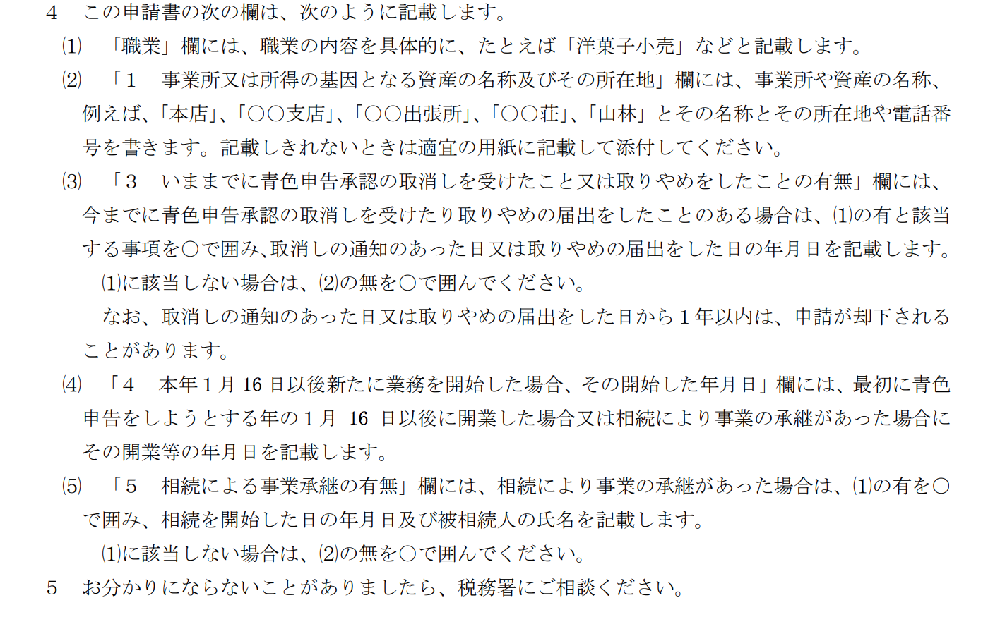 ４　この申請書の次の欄は、次のように記載します。
⑴　「職業」欄には、職業の内容を具体的に、たとえば「洋菓子小売」などと記載します。
⑵　「１　事業所又は所得の基因となる資産の名称及びその所在地」欄には、事業所や資産の名称、
例えば、「本店」、「○○支店」、「○○出張所」、「○○荘」、「山林」とその名称とその所在地や電話番
号を書きます。記載しきれないときは適宜の用紙に記載して添付してください。
⑶　「３　いままでに青色申告承認の取消しを受けたこと又は取りやめをしたことの有無」欄には、
今までに青色申告承認の取消しを受けたり取りやめの届出をしたことのある場合は、⑴の有と該当
する事項を○で囲み、取消しの通知のあった日又は取りやめの届出をした日の年月日を記載します。
⑴に該当しない場合は、⑵の無を○で囲んでください。
なお、取消しの通知のあった日又は取りやめの届出をした日から１年以内は、申請が却下される
ことがあります。
⑷　「４　本年１月 16 日以後新たに業務を開始した場合、その開始した年月日」欄には、最初に青色
申告をしようとする年の１月 16 日以後に開業した場合又は相続により事業の承継があった場合に
その開業等の年月日を記載します。
⑸　「５　相続による事業承継の有無」欄には、相続により事業の承継があった場合は、⑴の有を○
で囲み、相続を開始した日の年月日及び被相続人の氏名を記載します。
⑴に該当しない場合は、⑵の無を○で囲んでください。
５　お分かりにならないことがありましたら、税務署にご相談ください。